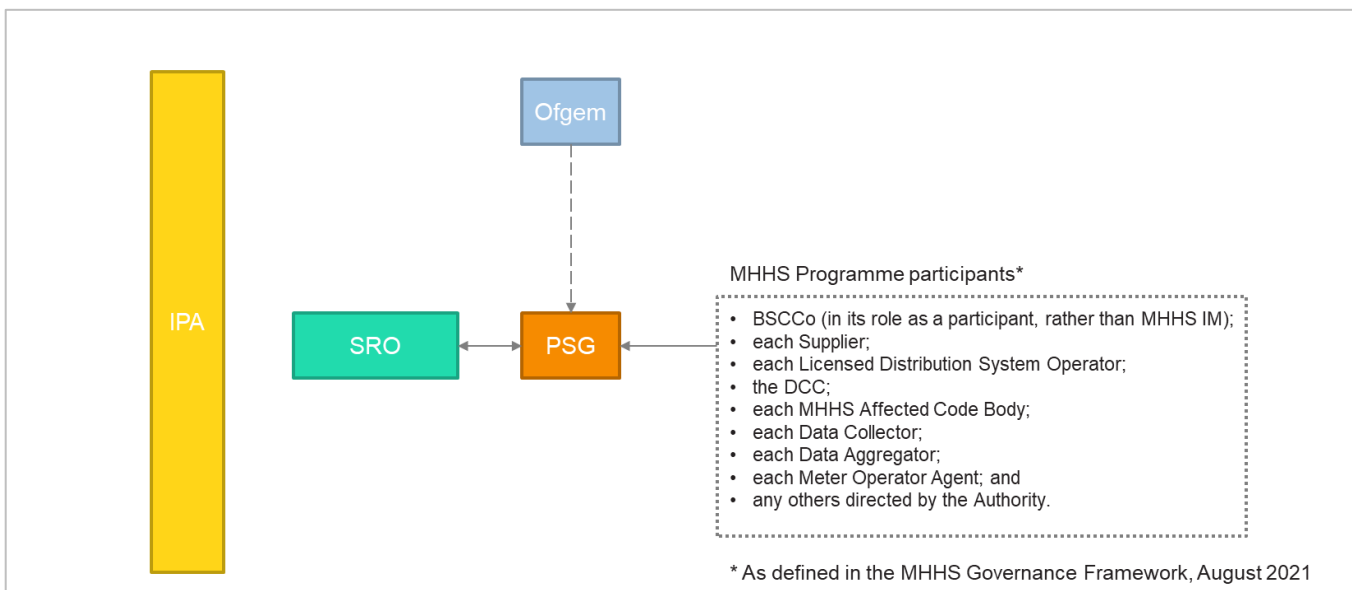 Ofgem
MHHS Programme participants*
IPA
SRO
PSG
• BSCCo (in its role as a participant, rather than MHHS IM);
• each Supplier;
• each Licensed Distribution System Operator;
• the DCC;
• each MHHS Affected Code Body;
• each Data Collector;
• each Data Aggregator;
• each Meter Operator Agent; and
• any others directed by the Authority.
* As defined in the MHHS Governance Framework, August 2021